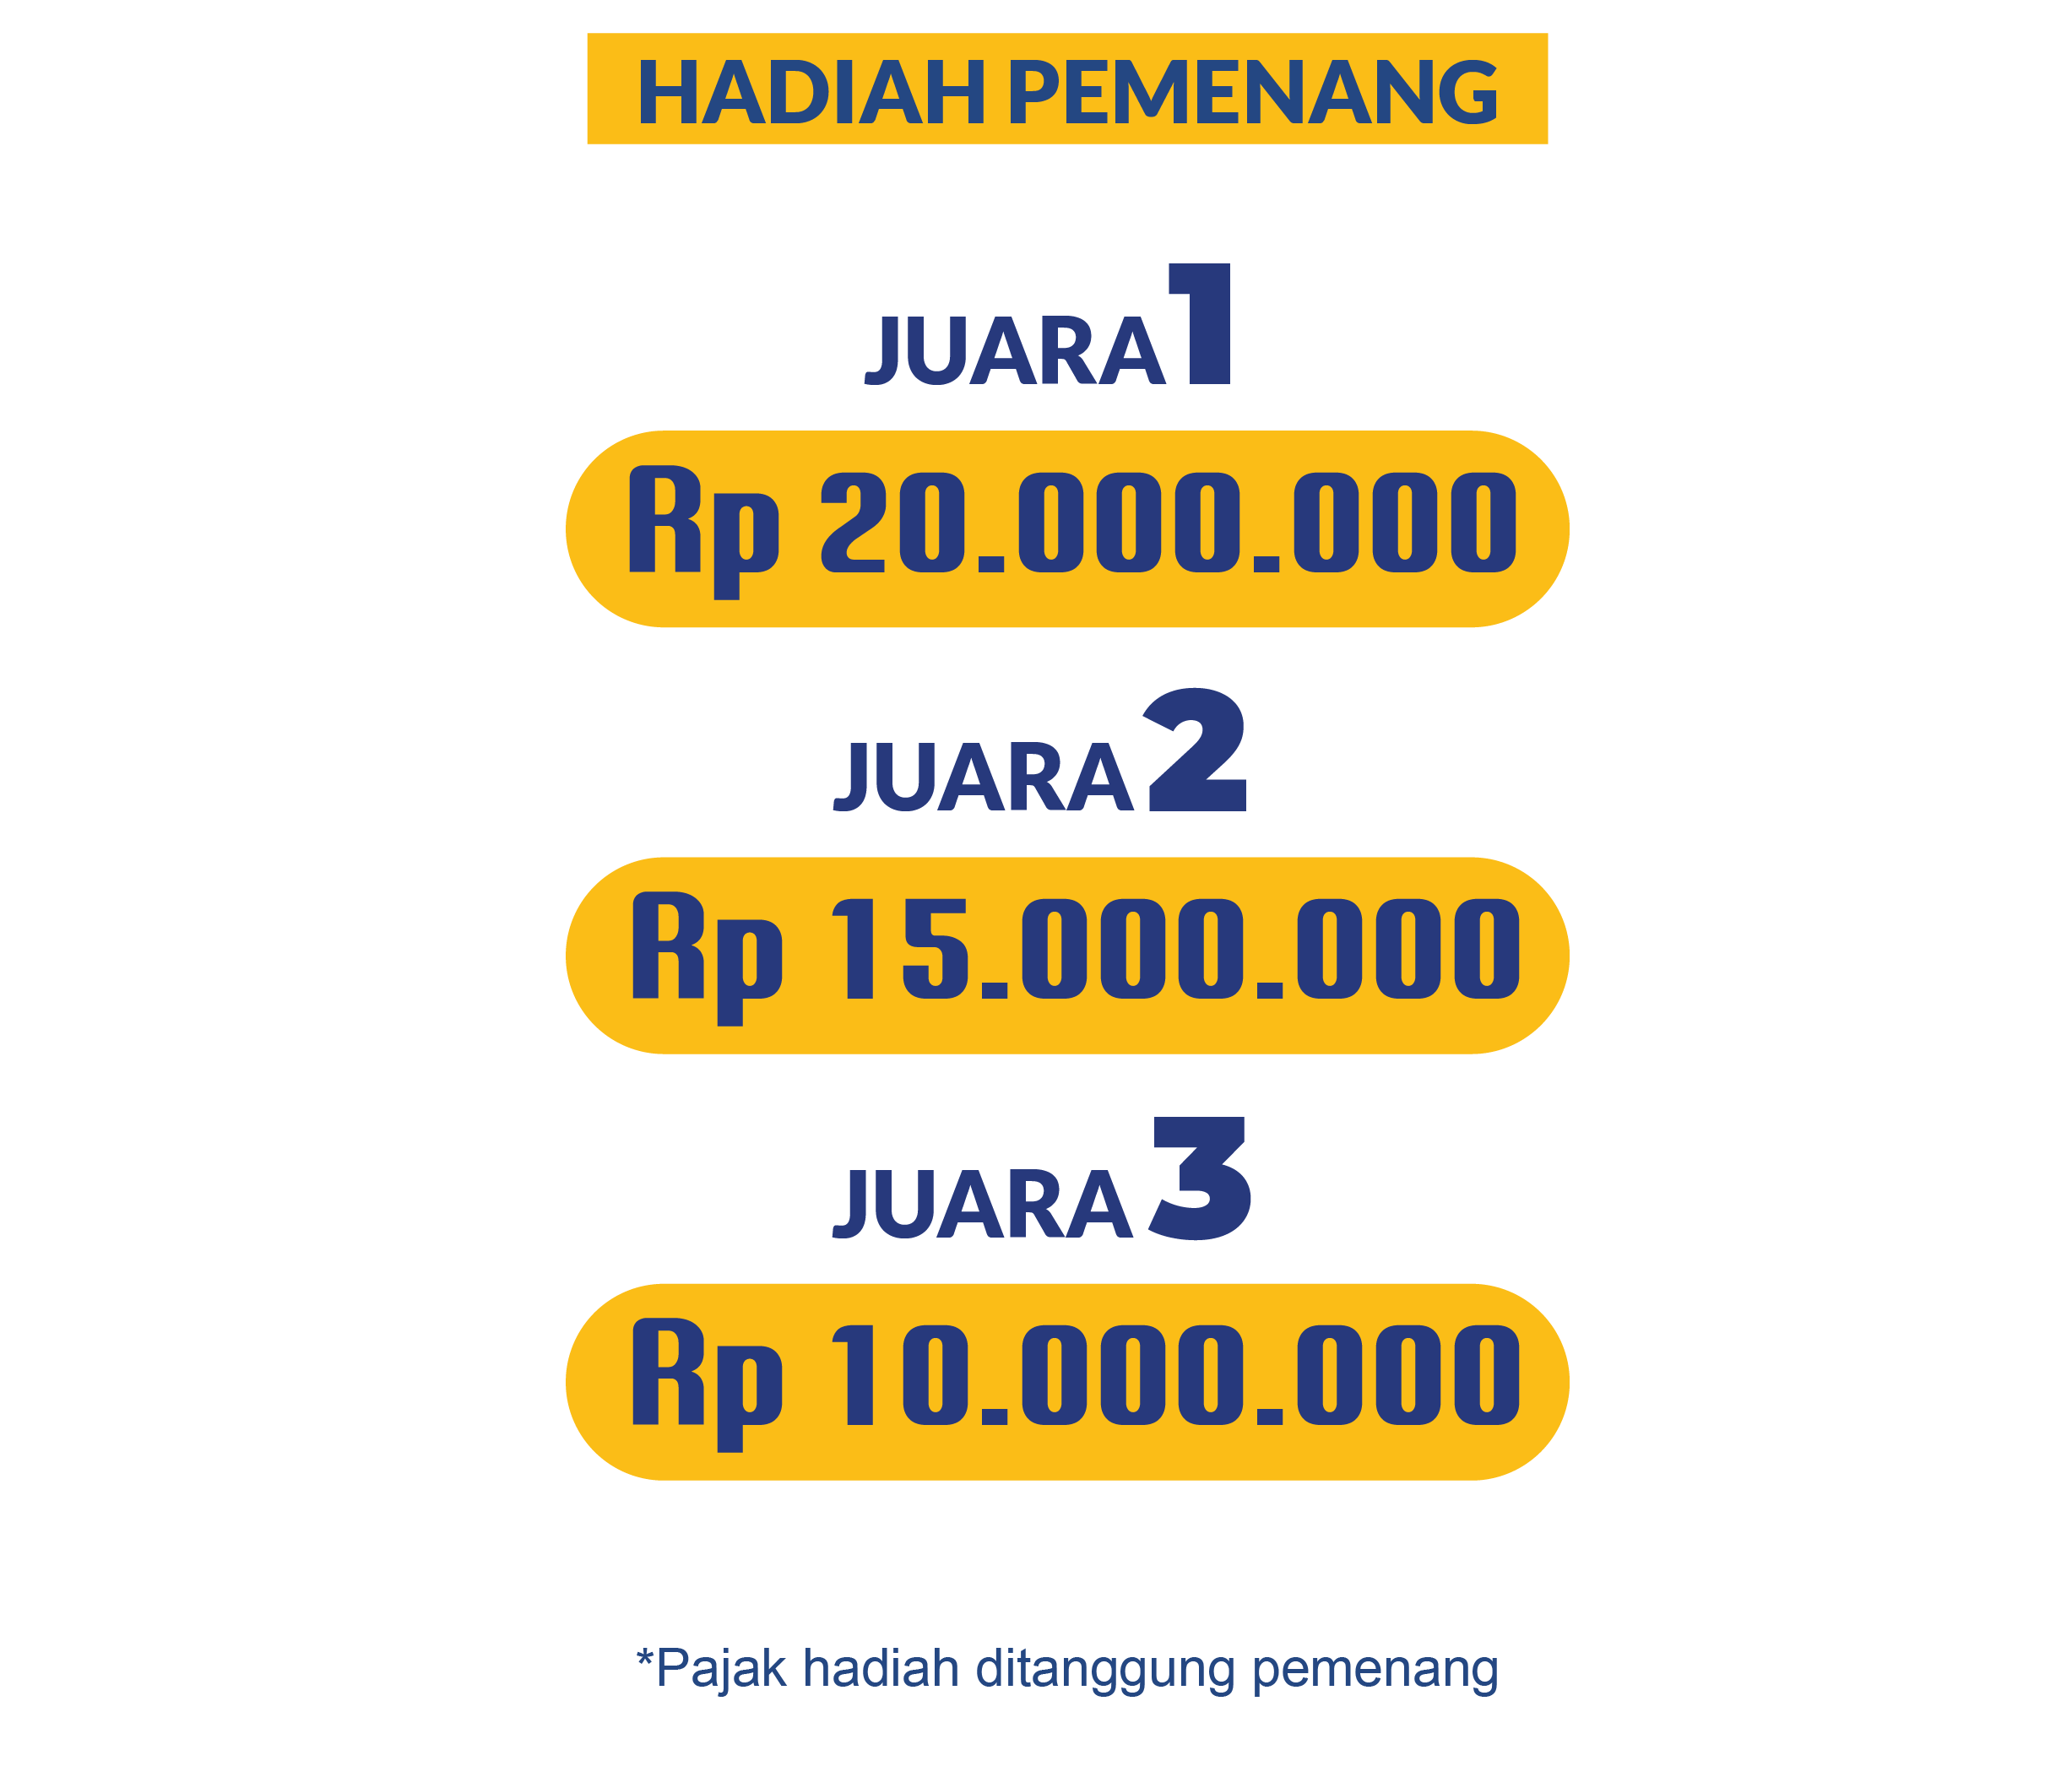 HADIAH PEMENANG
JUARA 1
Rp 20.000.000
JUARA 2
Rp 15.000.000
JUARA 3
Rp 10.000.000
*Pajak hadiah ditanggung pemenang